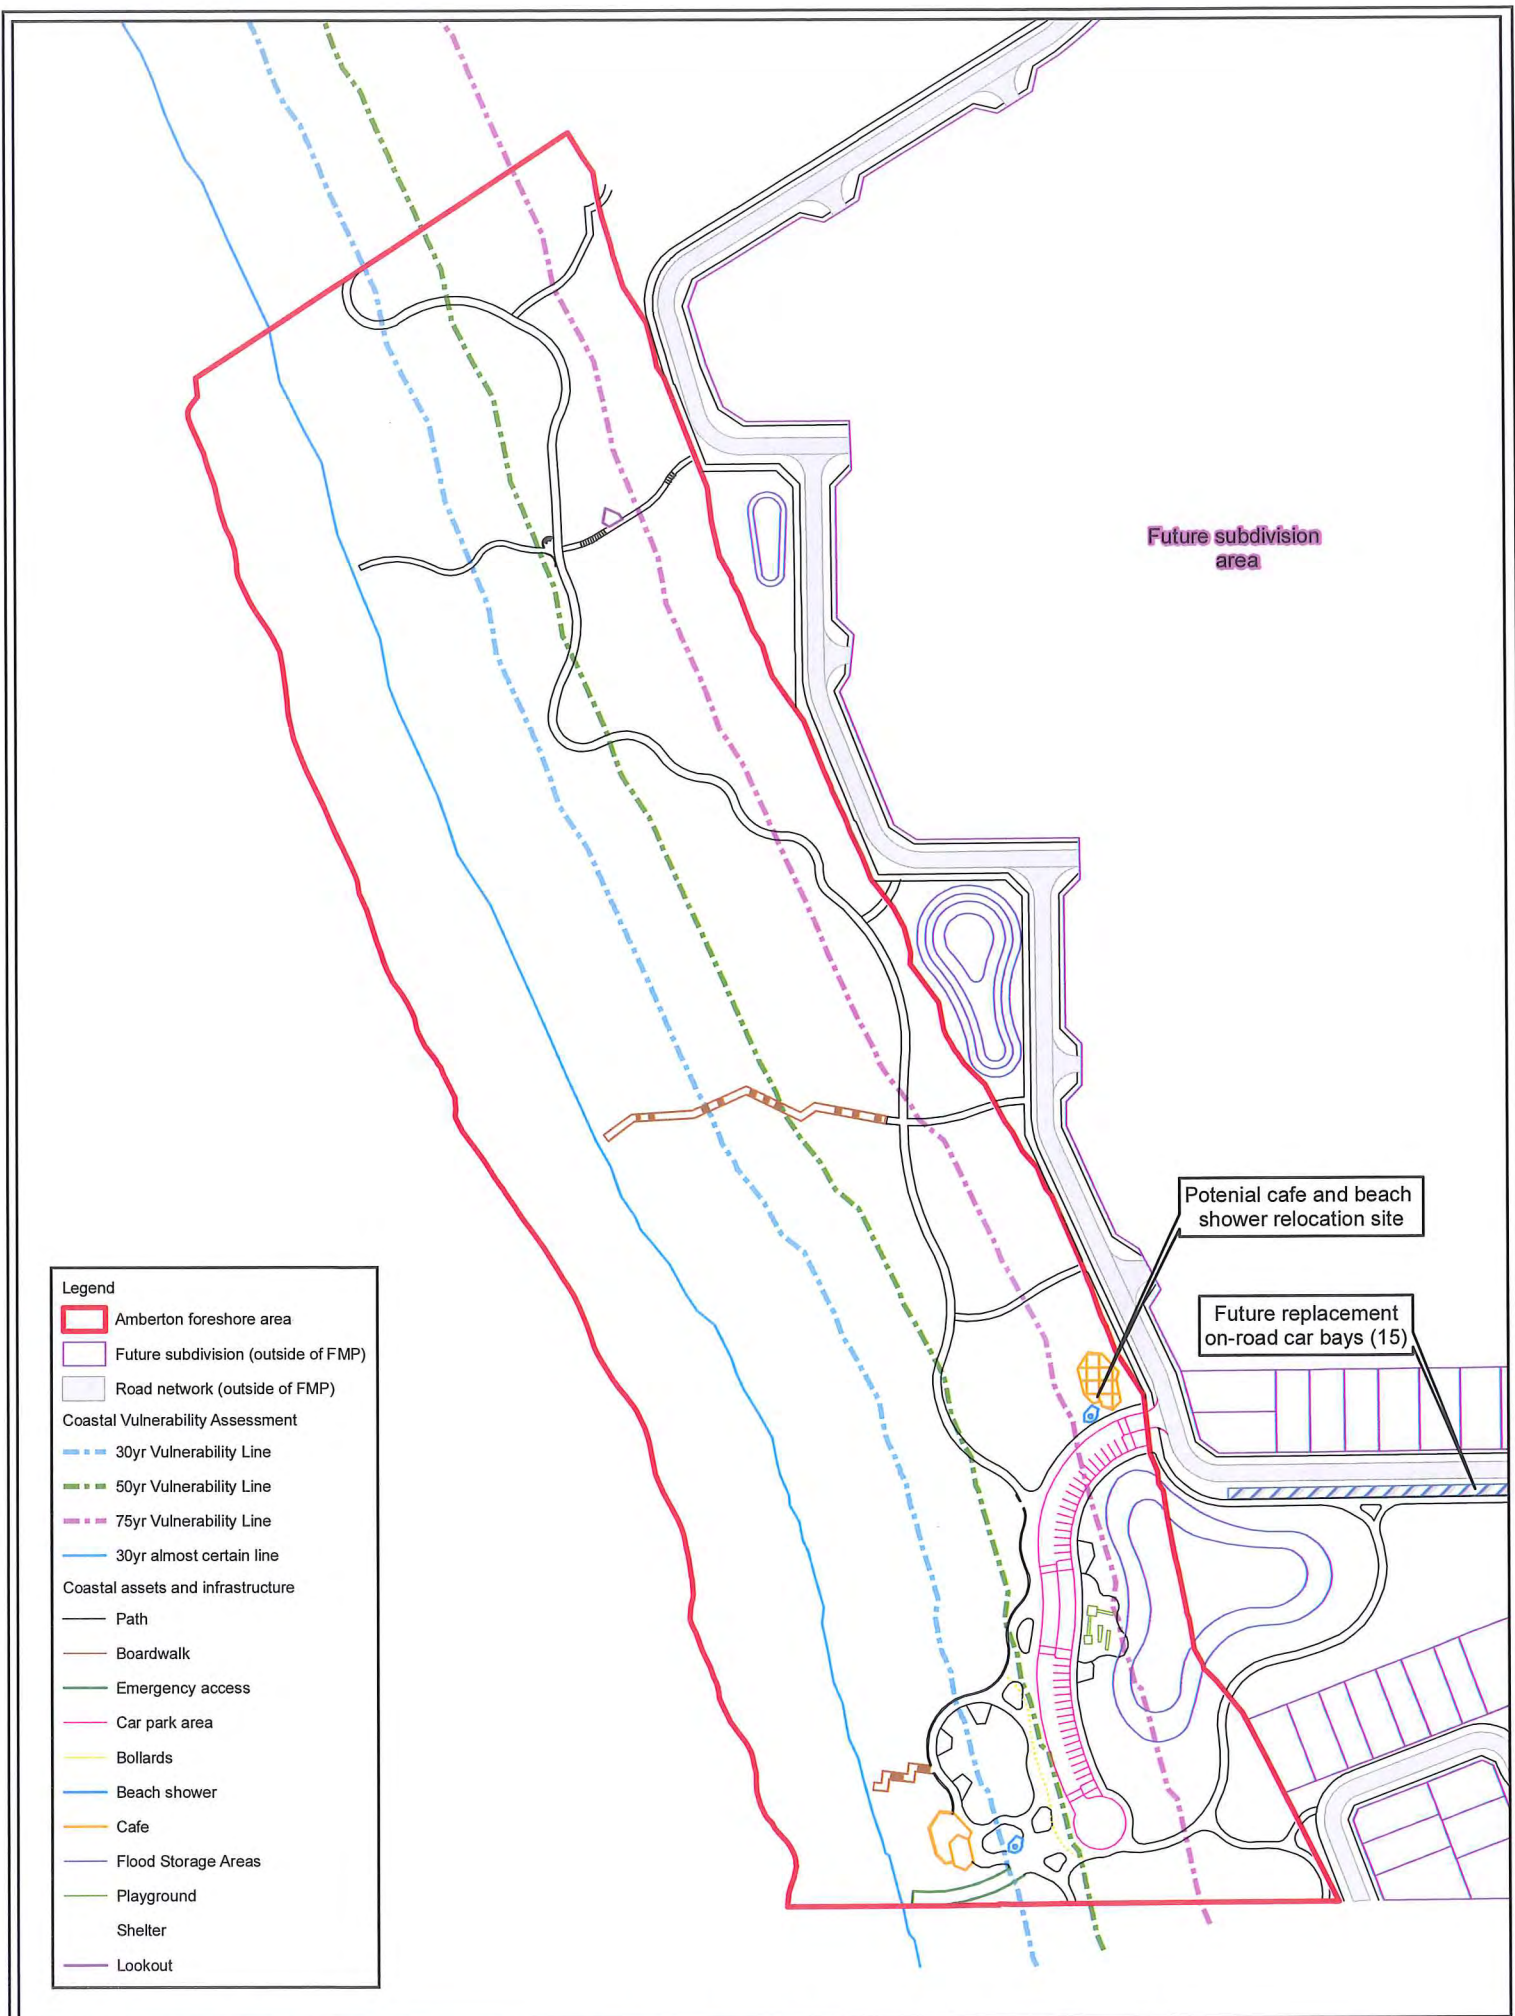 Future subdivision
area
Potenial cafe and beach
shower relocation site
Future replacement
on-road car bays (15)
Legend
Amberton foreshore area
Future subdivision (outside of FMP)
Road network (outside of FMP)
Coastal Vulnerability Assessment
30yr Vulnerability Line
50yr Vulnerability Line
75yr Vulnerability Line
30yr almost certain line
Coastal assets and infrastructure
Path
Boardwalk
Emergency access
Car park area
Bollards
Beach shower
Cafe
Flood Storage Areas
Playground
Shelter
Lookout